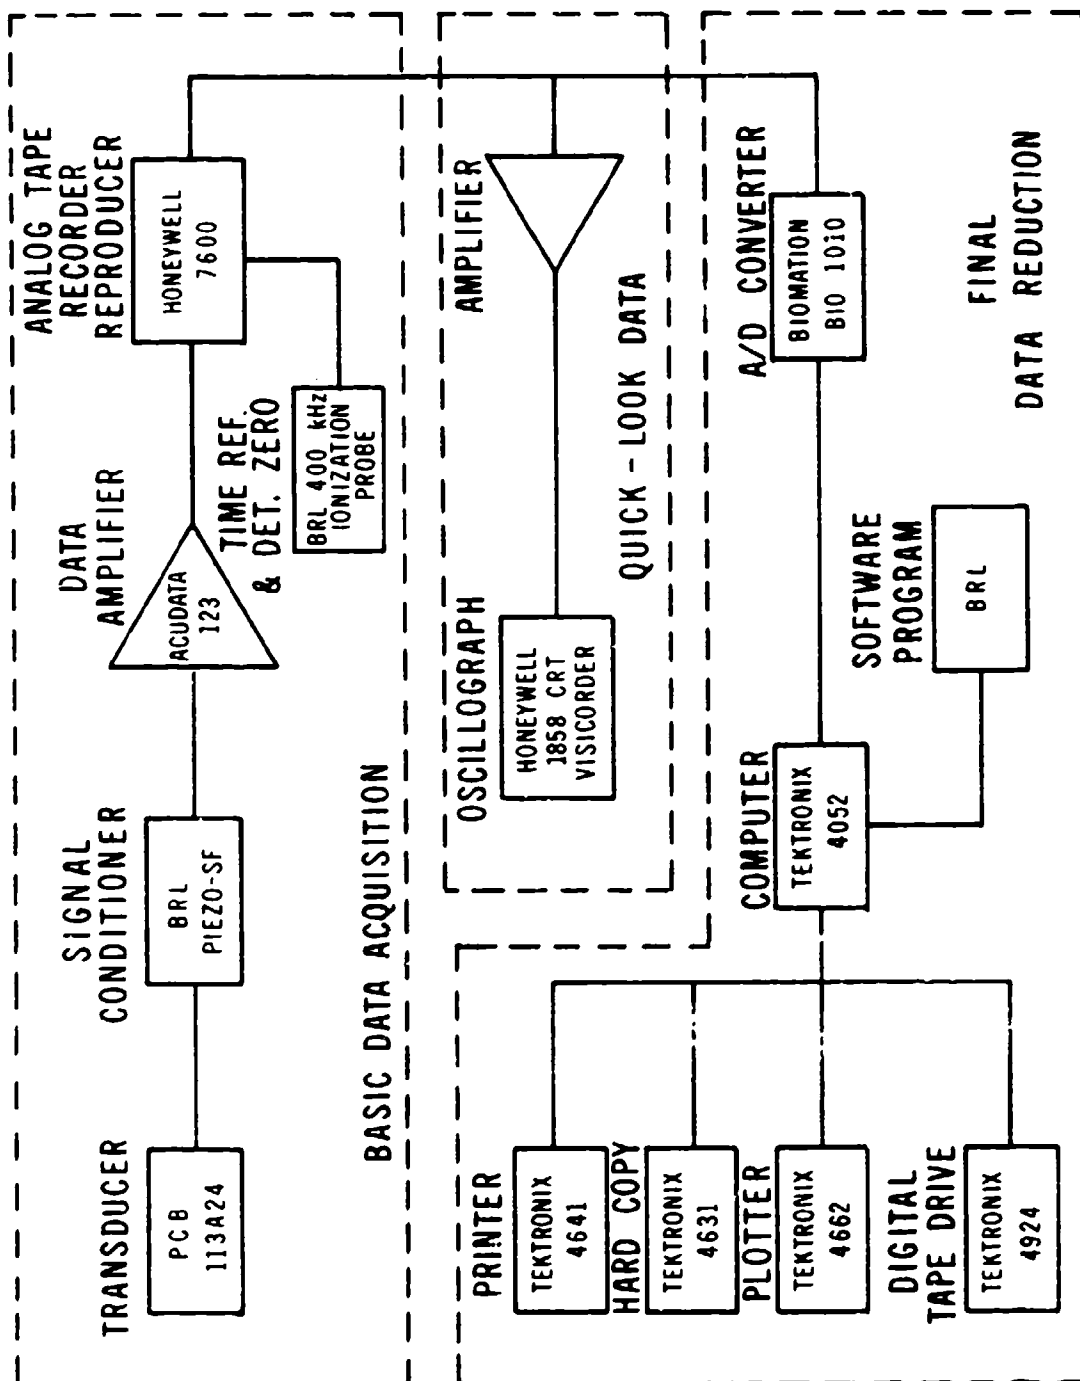 TRANSDUCER
PCB
113A24
SIGNAL
CONDITIONER
BRL
PIEZO-SF
DATA
AMPLIFIER
ACUDATA
123
TIME REF.
& DET. ZERO
BRL 400 kHz
IONIZATION
PROBE
ANALOG TAPE
RECORDER
REPRODUCER
HONEYWELL
7600
BASIC DATA ACQUISITION
OSCILLOGRAPH
HONEYWELL
1858 CRT
VISICORDER
AMPLIFIER
QUICK-LOOK DATA
PRINTER
TEKTRONIX
4641
HARD COPY
TEKTRONIX
4631
PLOTTER
TEKTRONIX
4662
DIGITAL
TAPE DRIVE
TEKTRONIX
4924
COMPUTER
TEKTRONIX
4052
SOFTWARE
PROGRAM
BRL
A/D CONVERTER
BIOMATION
BIO 1010
FINAL
DATA REDUCTION